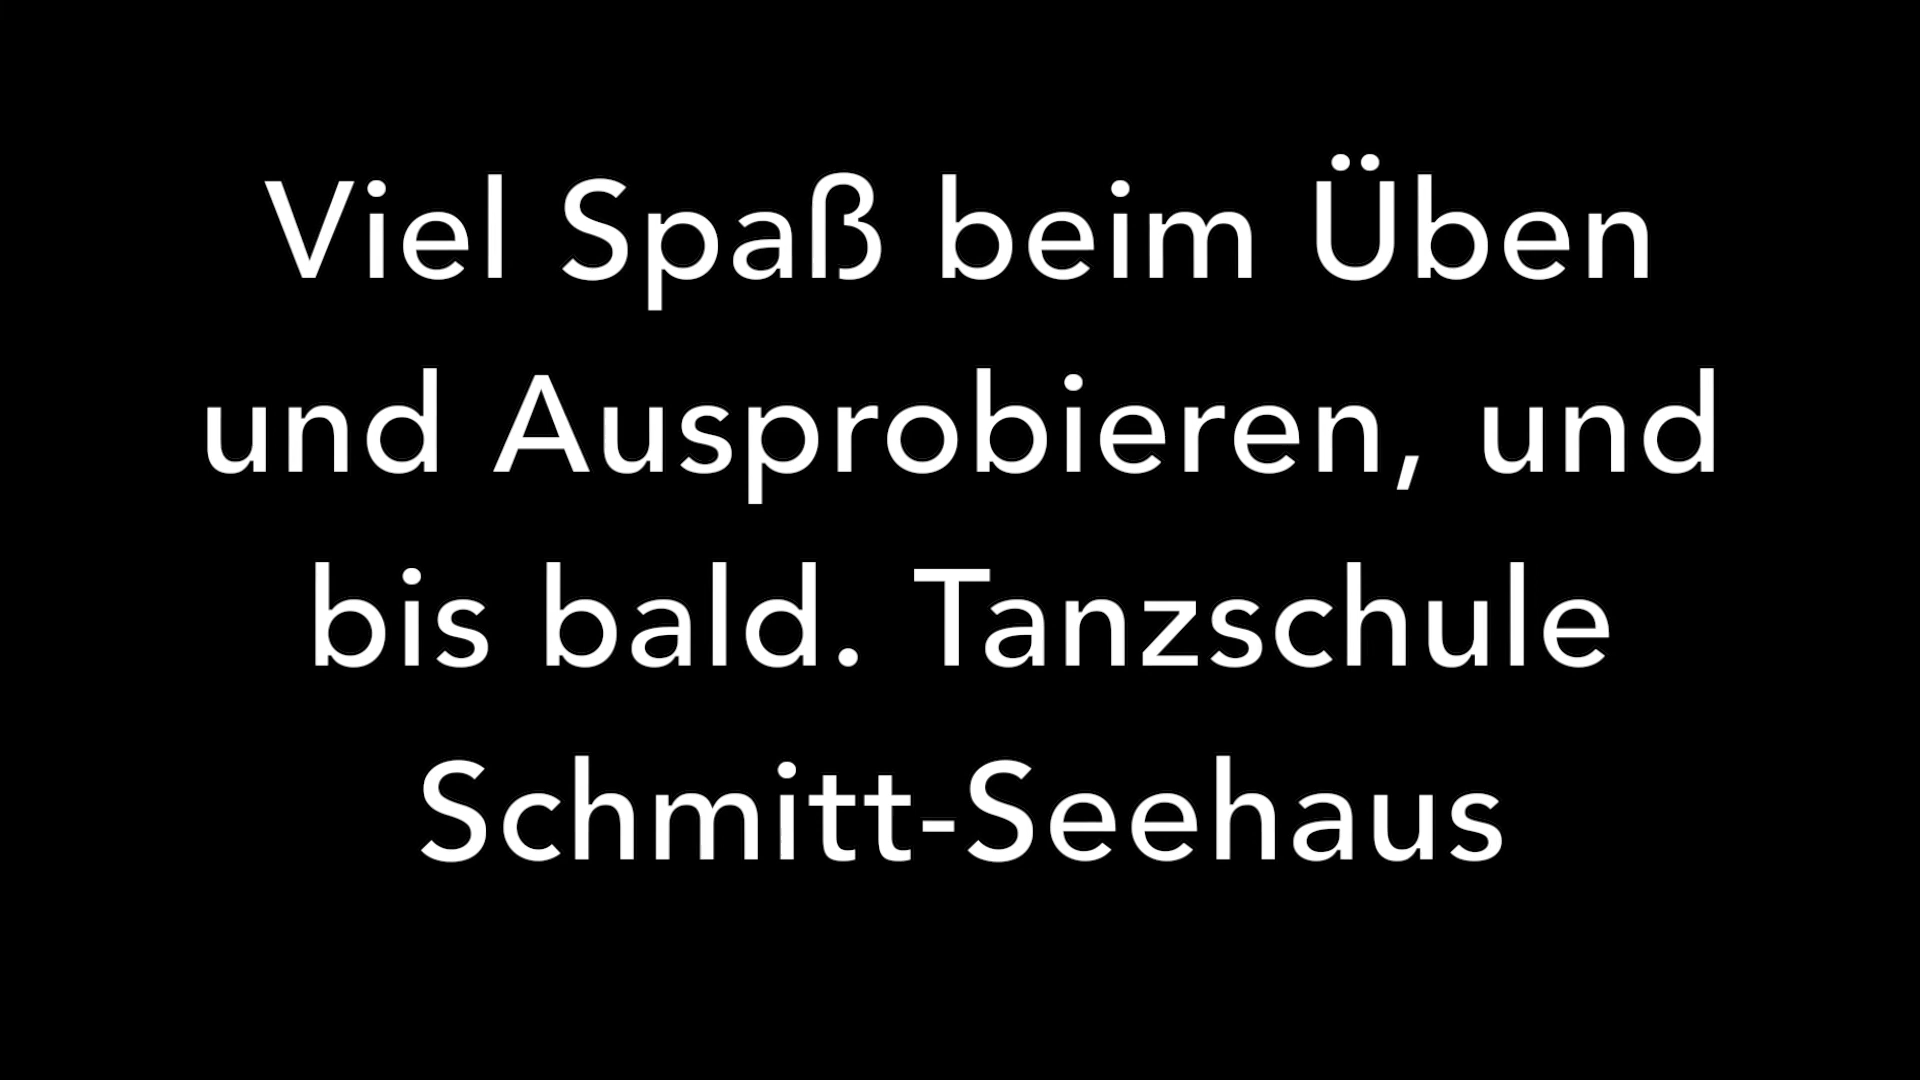 Viel Spaß beim Üben
und Ausprobieren, und
bis bald. Tanzschule
Schmitt-Seehaus